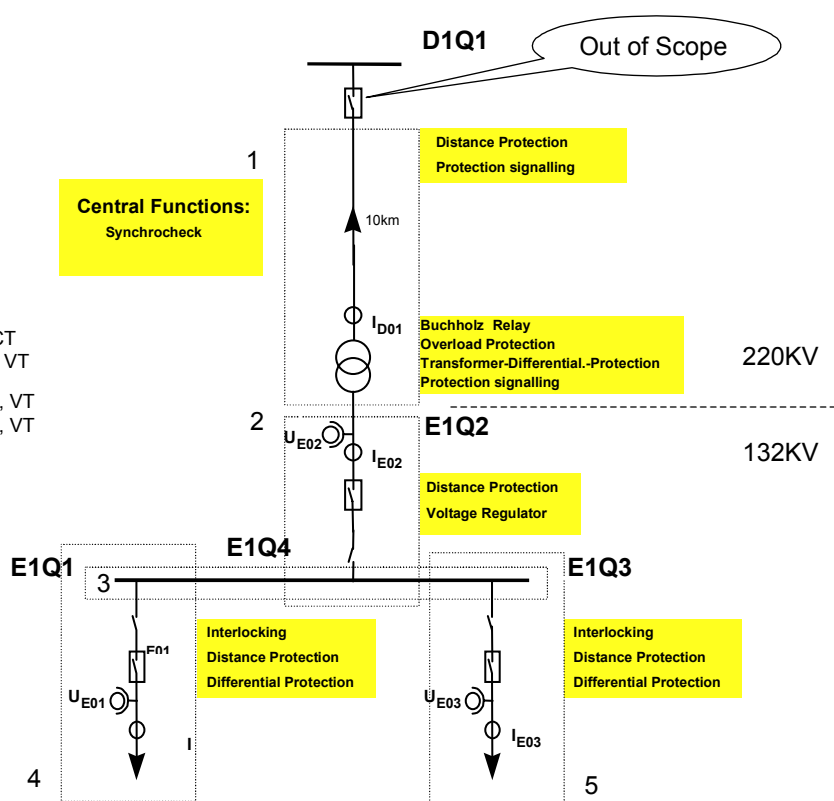 D1Q1
Out of Scope
1
Distance Protection
Protection signalling
Central Functions:
Synchrocheck
10km
CT
VT
, VT
, VT
I D01
Buchholz Relay
Overload Protection
Transformer-Differential.-Protection
Protection signalling
220KV
2
U E02
I E02
E1Q2
132KV
Distance Protection
Voltage Regulator
E1Q4
E1Q1
3
E1Q3
Interlocking
Distance Protection
Differential Protection
E01
U E01
I
Interlocking
Distance Protection
Differential Protection
U E03
I E03
4
5